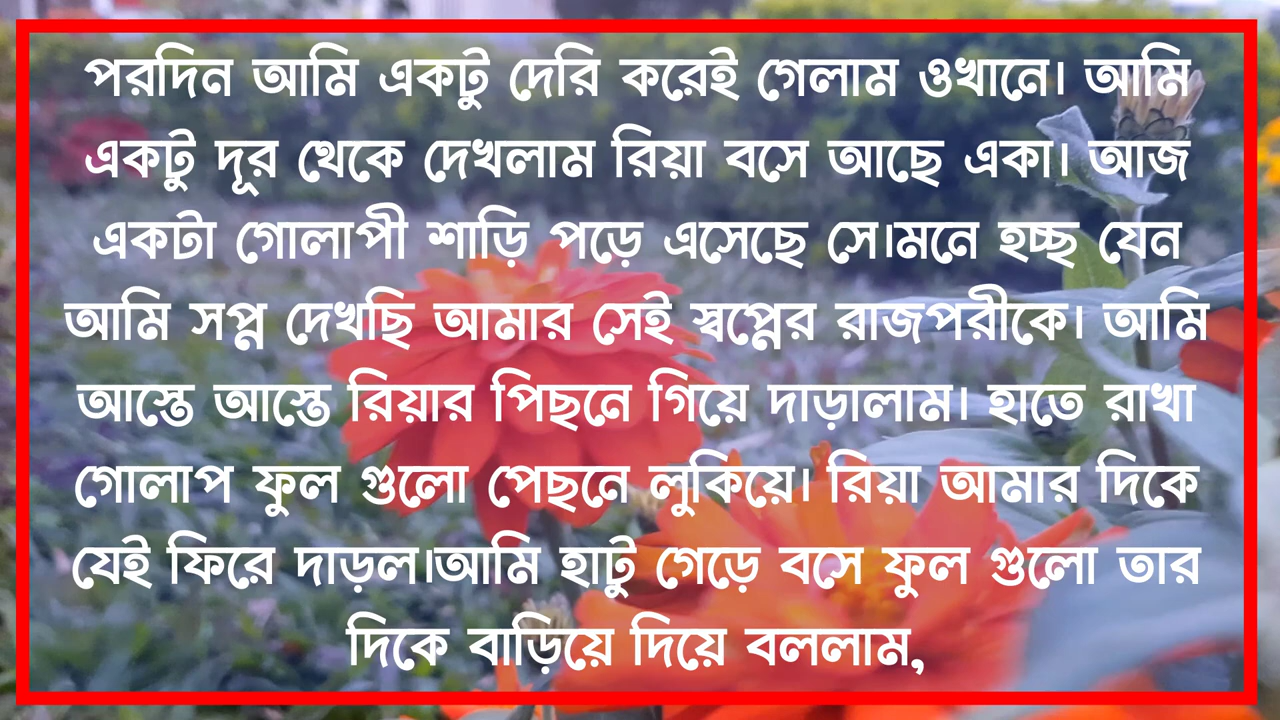 পরদিন আমি একটু দেরি করেই গেলাম ওখানে। আমি
একটু দূর থেকে দেখলাম রিয়া বসে আছে একা। আজ
একটা গোলাপী শাড়ি পড়ে এসেছে সে।মনে হচ্ছ যেন
আমি সপ্ন দেখছি আমার সেই স্বপ্নের রাজপরীকে। আমি
আস্তে আস্তে রিয়ার পিছনে গিয়ে দাড়ালাম। হাতে রাখা
গোলাপ ফুল গুলো পেছনে লুকিয়ে। রিয়া আমার দিকে
যেই ফিরে দাড়ল।আমি হাটু গেড়ে বসে ফুল গুলো তার
দিকে বাড়িয়ে দিয়ে বললাম,